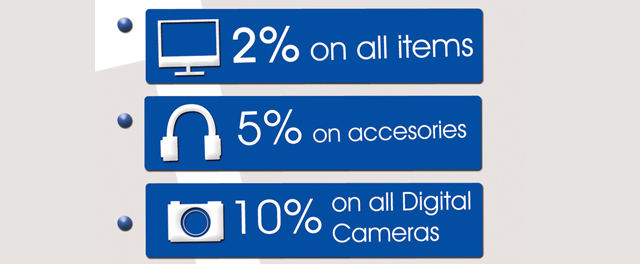 2% on all items
5% on accesories
10% on all Digital
Cameras